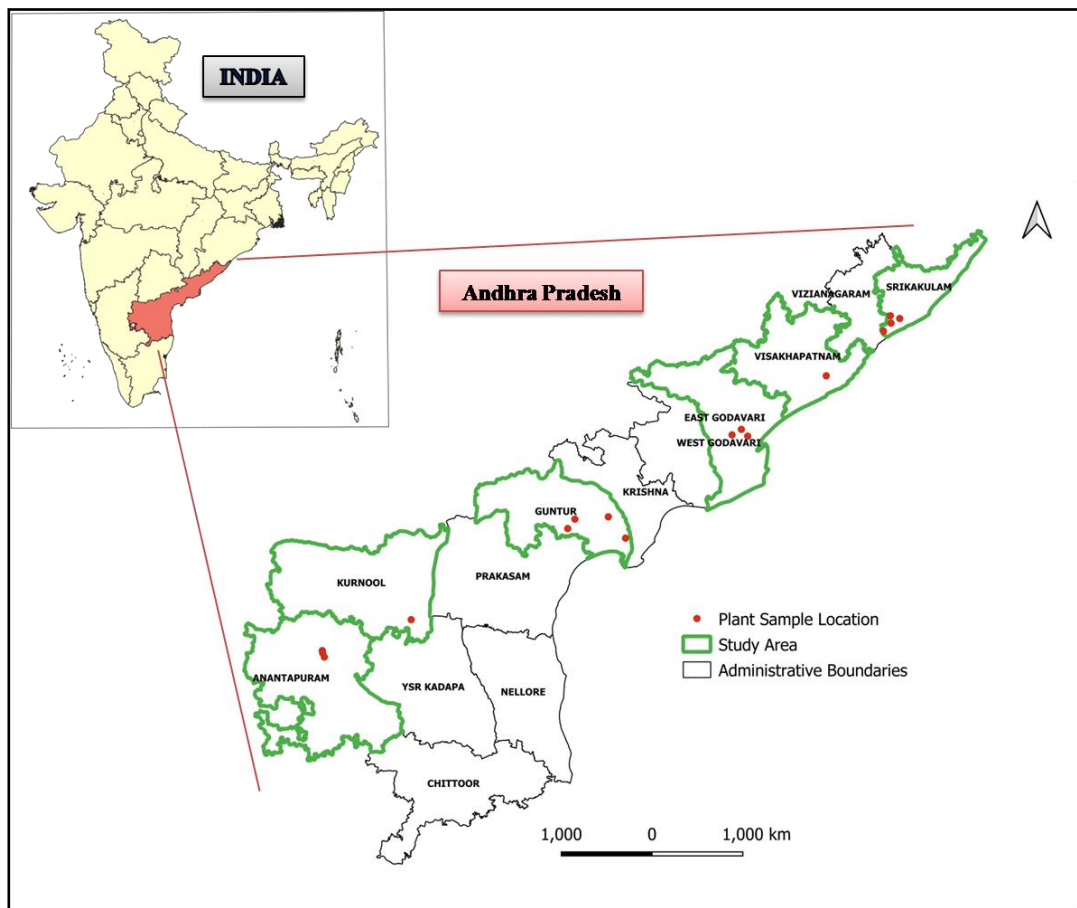 INDIA
Andhra Pradesh
VIZIANAGARAM
SRIKAKULAM
VISAKHAPATNAM
EAST GODAVARI
WEST GODAVARI
KRISHNA
GUNTUR
PRAKASAM
KURNOOL
ANANTAPURAM
YSR KADAPA
NELLORE
CHITTOOR
Plant Sample Location
Study Area
Administrative Boundaries
1,000 0 1,000 km